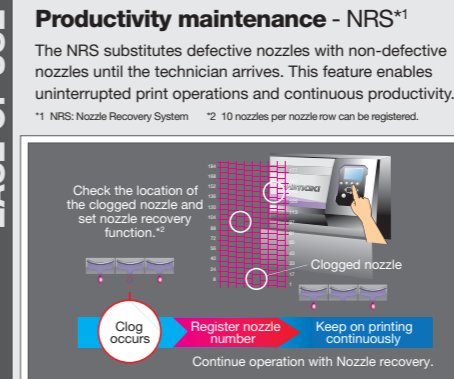 EASE OF USE
Productivity maintenance - NRS*1
The NRS substitutes defective nozzles with non-defective
nozzles until the technician arrives. This feature enables
uninterrupted print operations and continuous productivity.
*1 NRS: Nozzle Recovery System *2 10 nozzles per nozzle row can be registered.
Check the location of
the clogged nozzle and
set nozzle recovery
function.*2
Clogged nozzle
Clog
occurs
Register nozzle
number
Keep on printing
continuously
Continue operation with Nozzle recovery.